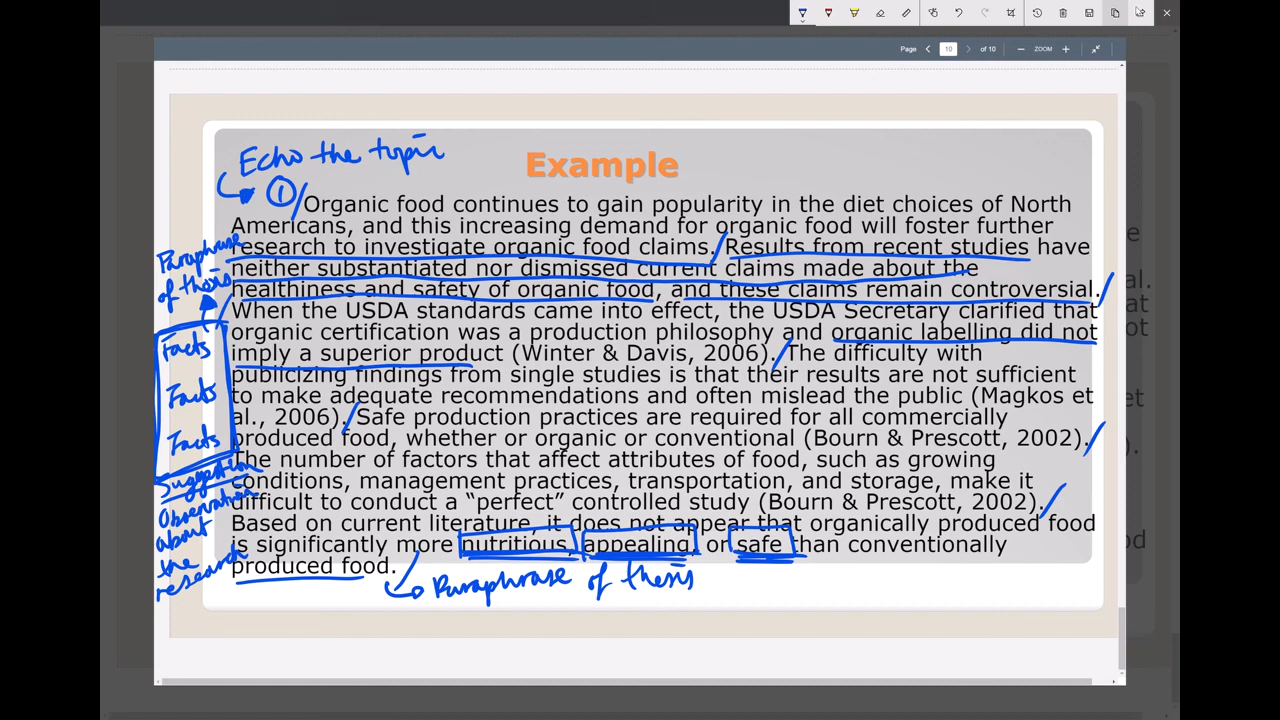 Page 10 of 10 ZOOM
Echo the topic
Example
①
Organic food continues to gain popularity in the diet choices of North
Americans, and this increasing demand for organic food will foster further
research to investigate organic food claims. Results from recent studies have
neither substantiated nor dismissed current claims made about the
healthiness and safety of organic food, and these claims remain controversial.
When the USDA standards came into effect, the USDA Secretary clarified that
organic certification was a production philosophy and organic labelling did not
imply a superior product (Winter & Davis, 2006). The difficulty with
publicizing findings from single studies is that their results are not sufficient
to make adequate recommendations and often mislead the public (Magkos et
al., 2006). Safe production practices are required for all commercially
produced food, whether or organic or conventional (Bourn & Prescott, 2002).
The number of factors that affect attributes of food, such as growing
conditions, management practices, transportation, and storage, make it
difficult to conduct a “perfect” controlled study (Bourn & Prescott, 2002).
Based on current literature, it does not appear that organically produced food
is significantly more nutritious, appealing, or safe than conventionally
produced food.
Paraphrase
of thesis
Facts
Facts
Facts
Suggestion
Observation
about
the
research
Paraphrase of thesis